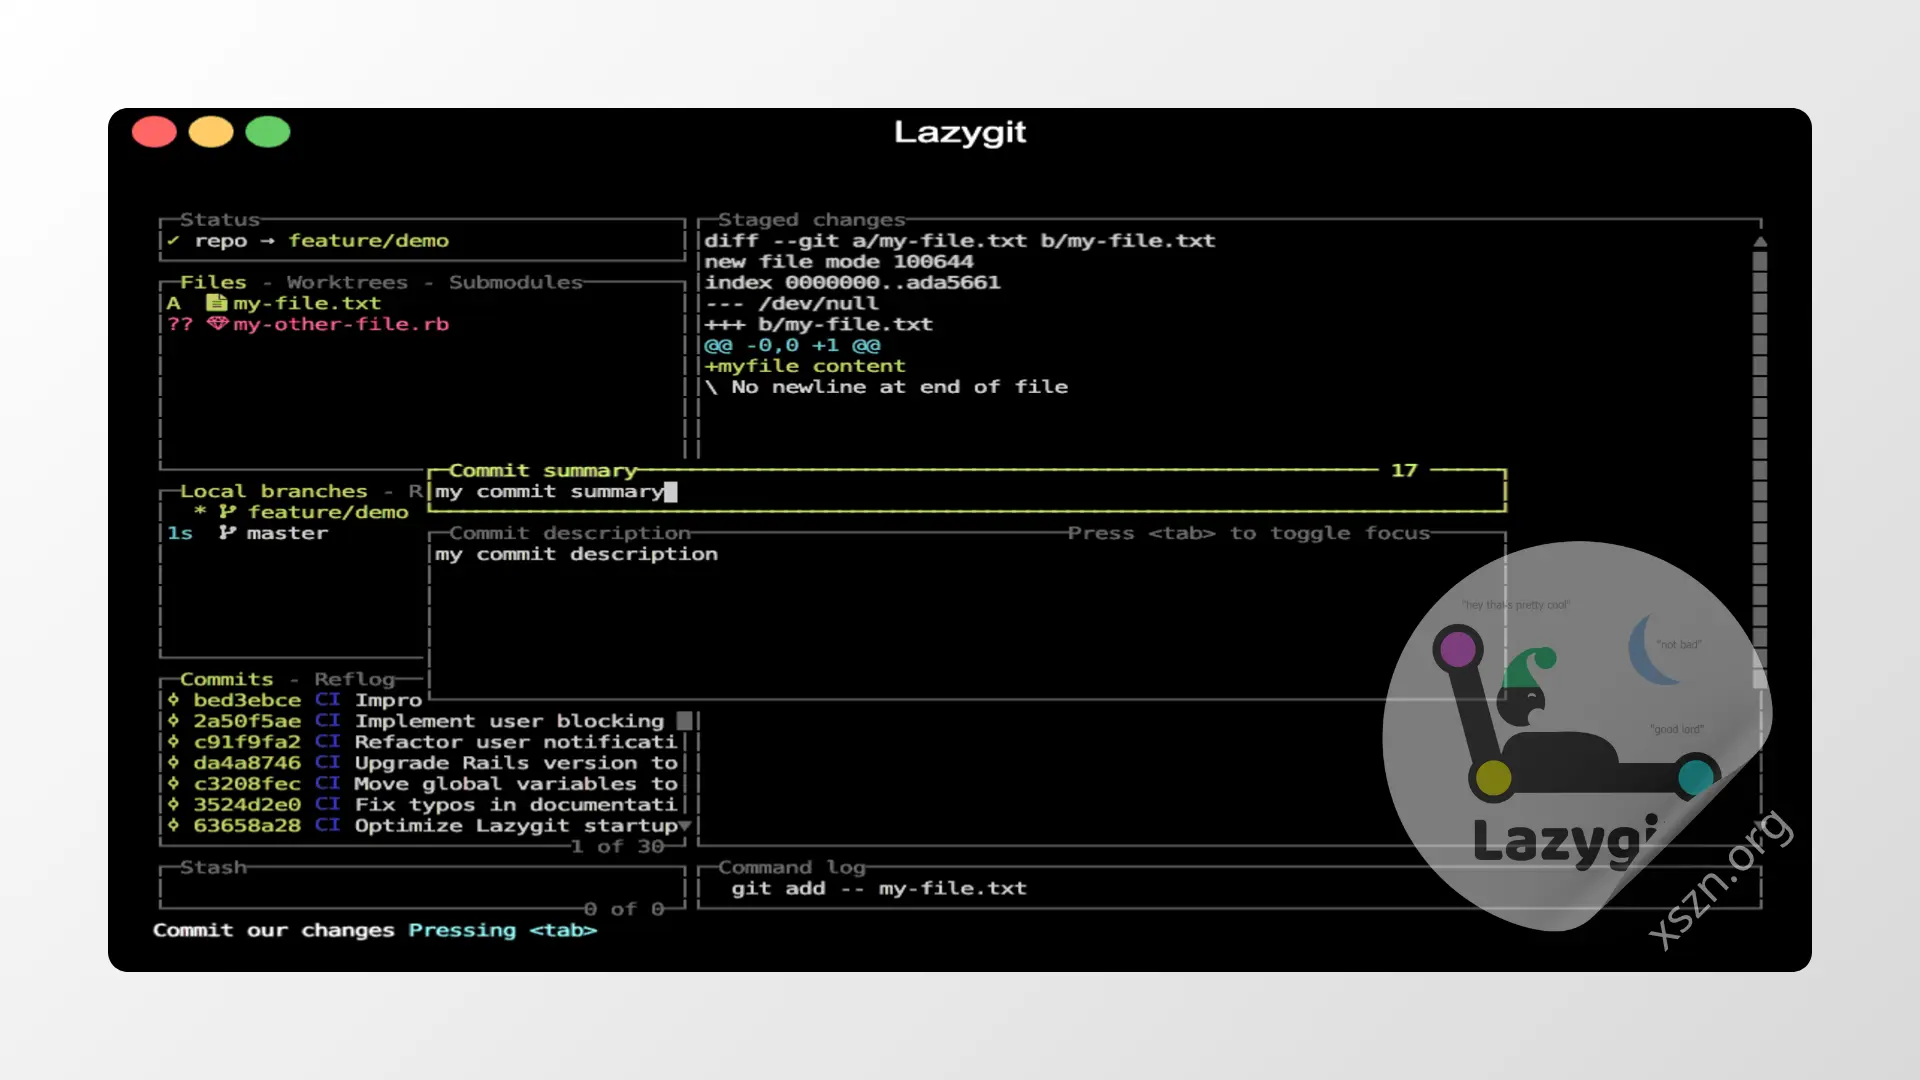 Lazygit
Status
✓ repo → feature/demo
Files - Worktrees - Submodules
A my-file.txt
?? my-other-file.rb
Local branches - R
* feature/demo
1s master
Commits - Reflog
bed3ebce CI Impro
2a50f5ae CI Implement user blocking
c91f9fa2 CI Refactor user notificati
da4a8746 CI Upgrade Rails version to
c3208fec CI Move global variables to
3524d2e0 CI Fix typos in documentati
63658a28 CI Optimize Lazygit startup
1 of 30
Stash
0 of 0
Staged changes
diff --git a/my-file.txt b/my-file.txt
new file mode 100644
index 0000000..ada5661
--- /dev/null
+++ b/my-file.txt
@@ -0,0 +1 @@
+myfile content
\ No newline at end of file
Commit summary 17
my commit summary
Commit description Press <tab> to toggle focus
my commit description
Command log
git add -- my-file.txt
Commit our changes Pressing <tab>
"hey that's pretty cool"
"not bad"
"good lord"
Lazygi
xszn.org